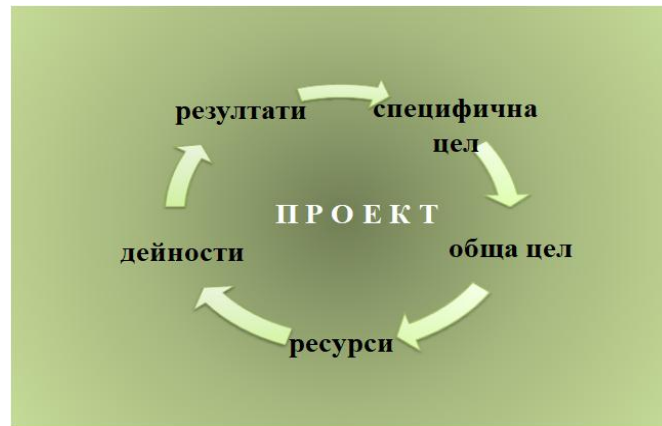 резултати
специфична
цел
П Р О Е К Т
дейности
обща цел
ресурси